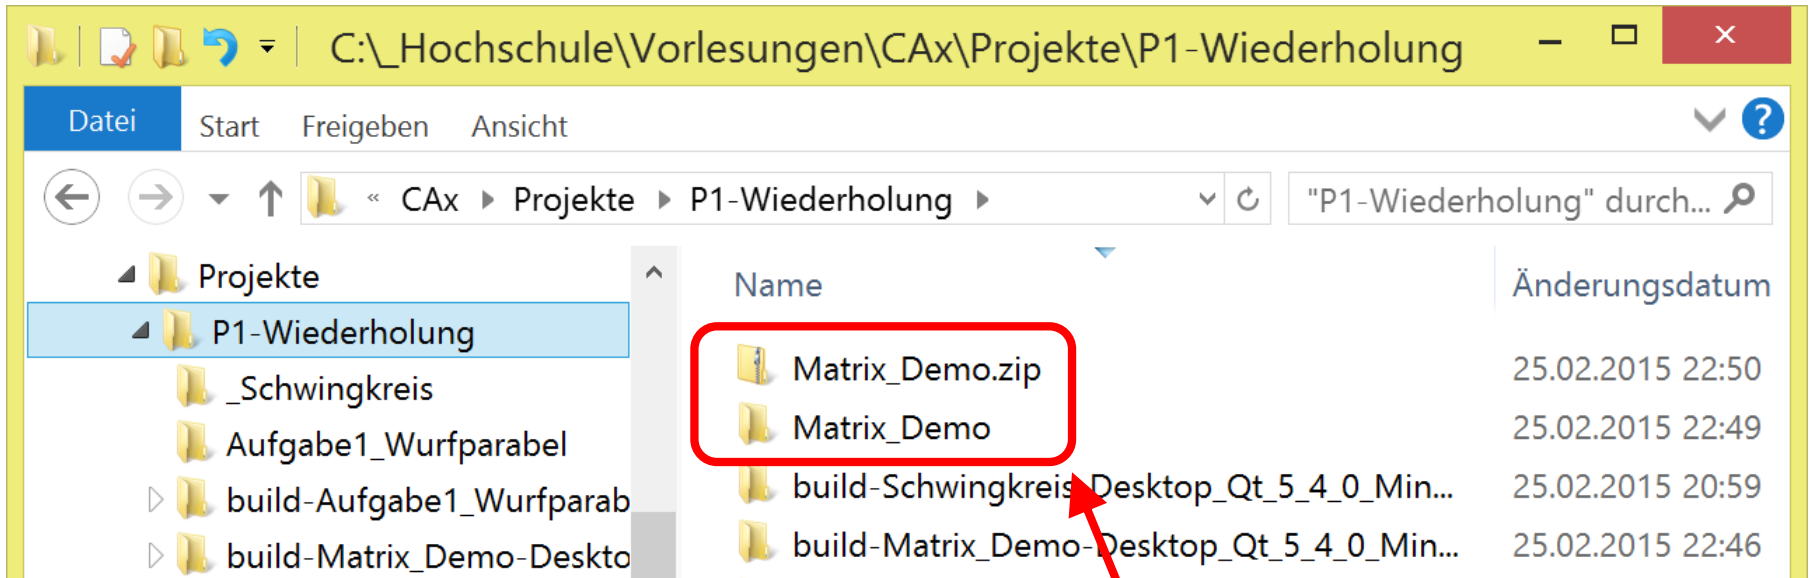 C:\_Hochschule\Vorlesungen\CAx\Projekte\P1-Wiederholung
Datei Start Freigeben Ansicht
« CAx Projekte P1-Wiederholung "P1-Wiederholung" durch...
Projekte
P1-Wiederholung
_Schwingkreis
Aufgabe1_Wurfparabel
build-Aufgabe1_Wurfparab
build-Matrix_Demo-Deskto
Name Änderungsdatum
Matrix_Demo.zip 25.02.2015 22:50
Matrix_Demo 25.02.2015 22:49
build-Schwingkreis-Desktop_Qt_5_4_0_Min... 25.02.2015 20:59
build-Matrix_Demo-Desktop_Qt_5_4_0_Min... 25.02.2015 22:46